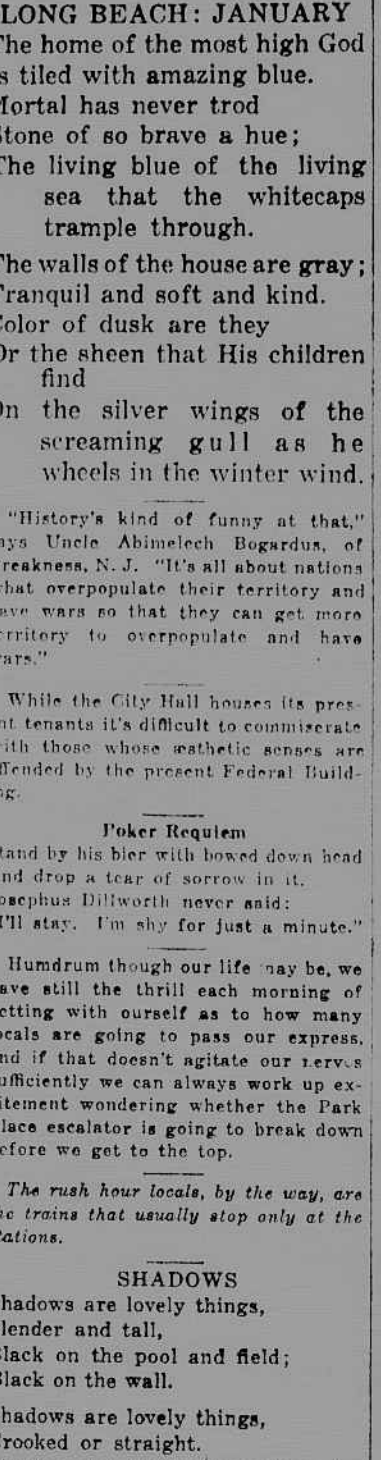 LONG BEACH: JANUARY
The home of the most high God
is tiled with amazing blue.
Mortal has never trod
Stone of so brave a hue;
The living blue of the living
sea that the whitecaps
trample through.
The walls of the house are gray;
Tranquil and soft and kind.
Color of dusk are they
Or the sheen that His children
find
On the silver wings of the
screaming gull as he
wheels in the winter wind.
"History's kind of funny at that,"
ays Uncle Abimelech Bogardus, of
reakness, N. J. "It's all about nations
that overpopulate their territory and
ave wars so that they can get more
erritory to overpopulate and have
ars."
While the City Hall houses its pres-
nt tenants it's difficult to commiserate
ith those whose æsthetic senses are
ffended by the present Federal Build-
ng.
Poker Requiem
tand by his bier with bowed down head
nd drop a tear of sorrow in it.
osephus Dillworth never said:
I'll stay. I'm shy for just a minute."
Humdrum though our life may be, we
ave still the thrill each morning of
etting with ourself as to how many
ocals are going to pass our express,
nd if that doesn't agitate our nerves
ufficiently we can always work up ex-
itement wondering whether the Park
lace escalator is going to break down
efore we get to the top.
The rush hour locals, by the way, are
he trains that usually stop only at the
tations.
SHADOWS
hadows are lovely things,
lender and tall,
lack on the pool and field;
lack on the wall.
hadows are lovely things,
rooked or straight.